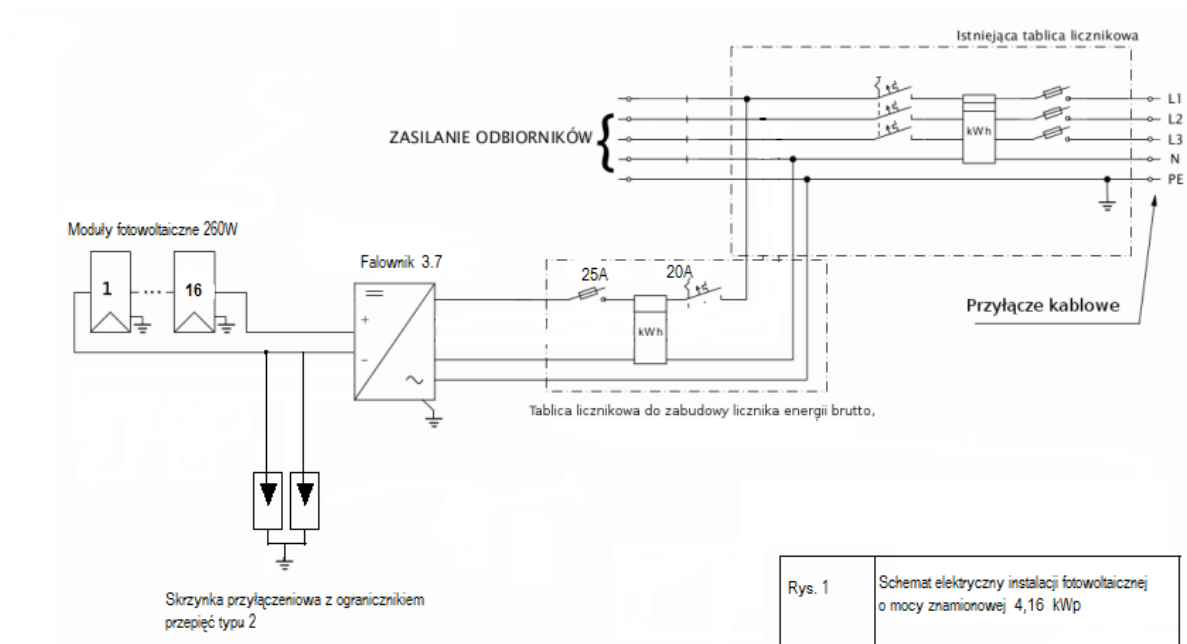 Istniejąca tablica licznikowa
L1
L2
L3
N
PE
kWh
ZASILANIE ODBIORNIKÓW
Moduły fotowoltaiczne 260W
1
16
Falownik 3.7
25A
20A
kWh
Przyłącze kablowe
Tablica licznikowa do zabudowy licznika energii brutto,
Skrzynka przyłączeniowa z ogranicznikiem
przepięć typu 2
Rys. 1
Schemat elektryczny instalacji fotowoltaicznej
o mocy znamionowej 4,16 kWp